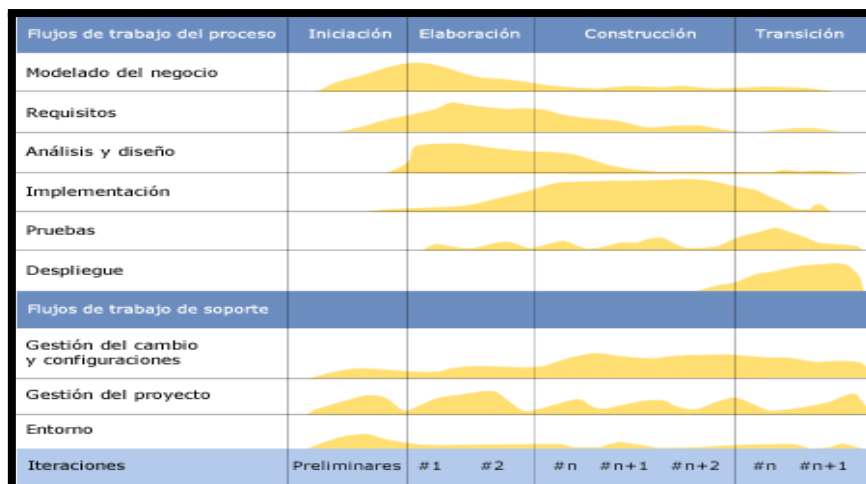 Flujos de trabajo del proceso Iniciación Elaboración Construcción Transición
Modelado del negocio
Requisitos
Análisis y diseño
Implementación
Pruebas
Despliegue
Flujos de trabajo de soporte
Gestión del cambio
y configuraciones
Gestión del proyecto
Entorno
Iteraciones Preliminares #1 #2 #n #n+1 #n+2 #n #n+1